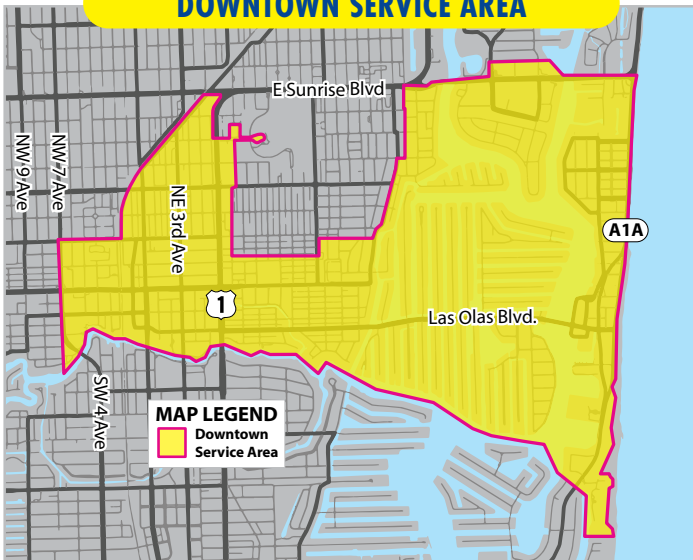 DOWNTOWN SERVICE AREA
E Sunrise Blvd
NW 9 Ave
NW 7 Ave
NE 3rd Ave
A1A
1
Las Olas Blvd.
SW 4 Ave
MAP LEGEND
Downtown
Service Area